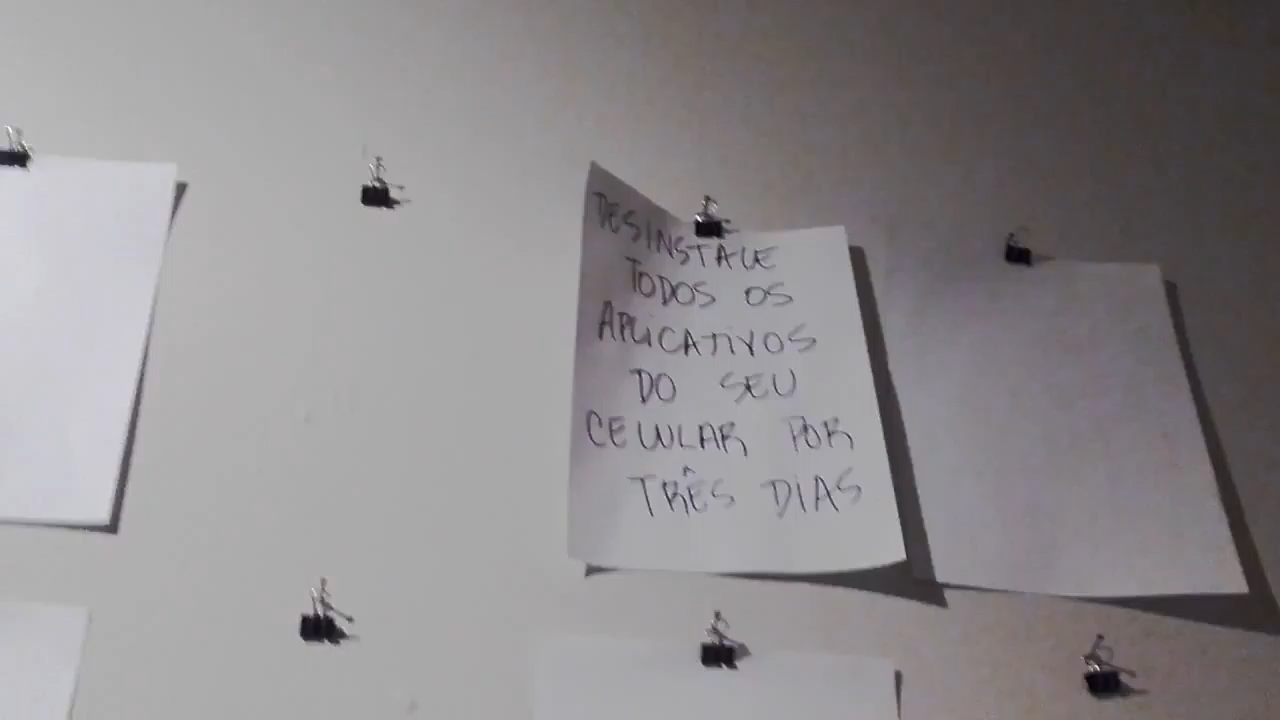 DESINSTALE
TODOS OS
APLICATIVOS
DO SEU
CELULAR POR
TRÊS DIAS